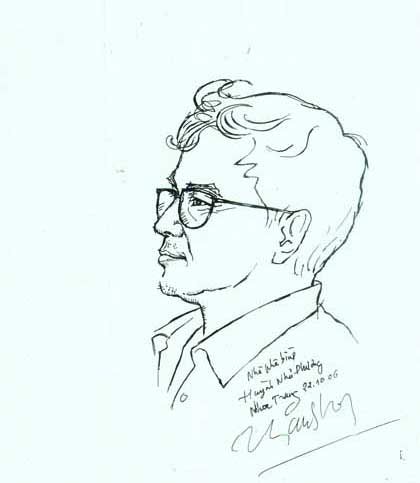 Nhà phê bình
Huỳnh Như Phương
Nha Trang 22.10.06